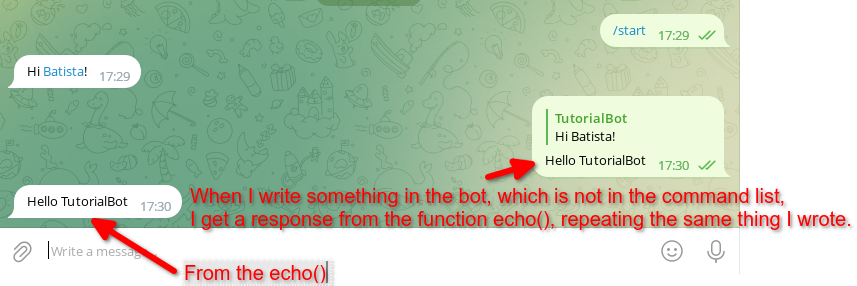 /start
17:29
Hi Batista!
17:29
TutorialBot
Hi Batista!
Hello TutorialBot
17:30
Hello TutorialBot
17:30
When I write something in the bot, which is not in the command list,
I get a response from the function echo(), repeating the same thing I wrote.
Write a messag
From the echo()